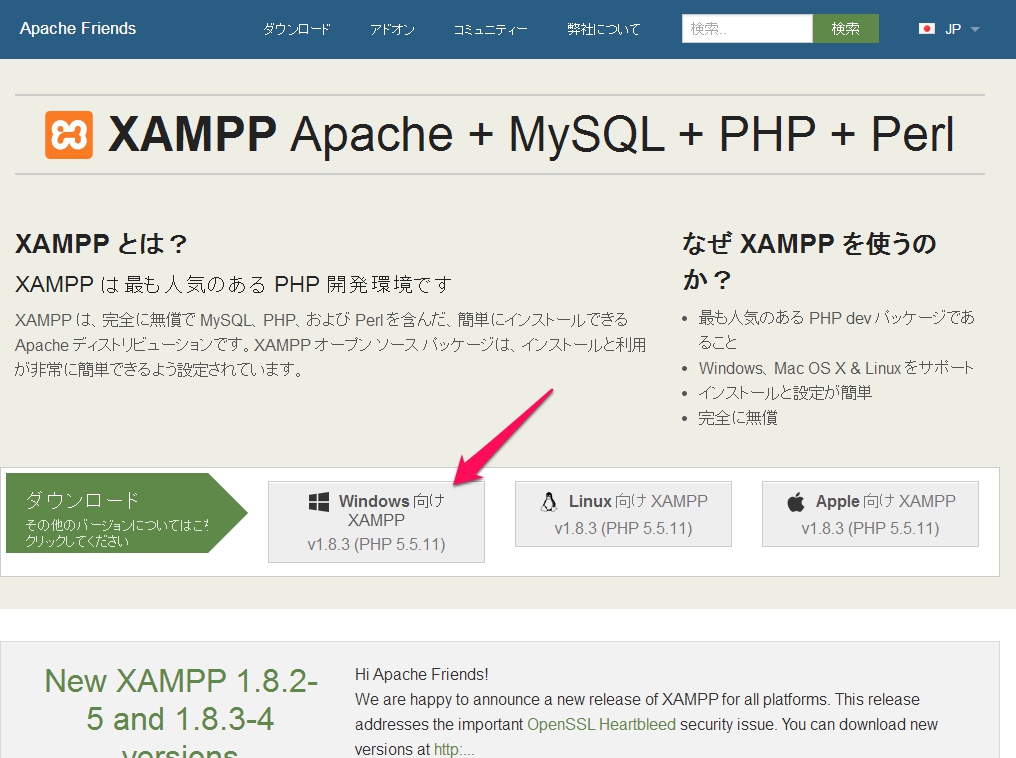 Apache Friends
ダウンロード
アドオン
コミュニティー
弊社について
検索..
検索
JP
XAMPP Apache + MySQL + PHP + Perl
XAMPP とは？
XAMPP は最も人気のある PHP 開発環境です
XAMPP は、完全に無償で MySQL、PHP、および Perl を含んだ、簡単にインストールできる
Apache ディストリビューションです。XAMPP オープン ソース パッケージは、インストールと利用
が非常に簡単できるよう設定されています。
なぜ XAMPP を使うの
か？
• 最も人気のある PHP dev パッケージであ
ること
• Windows、Mac OS X & Linux をサポート
• インストールと設定が簡単
• 完全に無償
ダウンロード
その他のバージョンについてはこ
クリックしてください
Windows 向け
XAMPP
v1.8.3 (PHP 5.5.11)
Linux 向け XAMPP
v1.8.3 (PHP 5.5.11)
Apple 向け XAMPP
v1.8.3 (PHP 5.5.11)
New XAMPP 1.8.2-
5 and 1.8.3-4
versions
Hi Apache Friends!
We are happy to announce a new release of XAMPP for all platforms. This release
addresses the important OpenSSL Heartbleed security issue. You can download new
versions at http:...